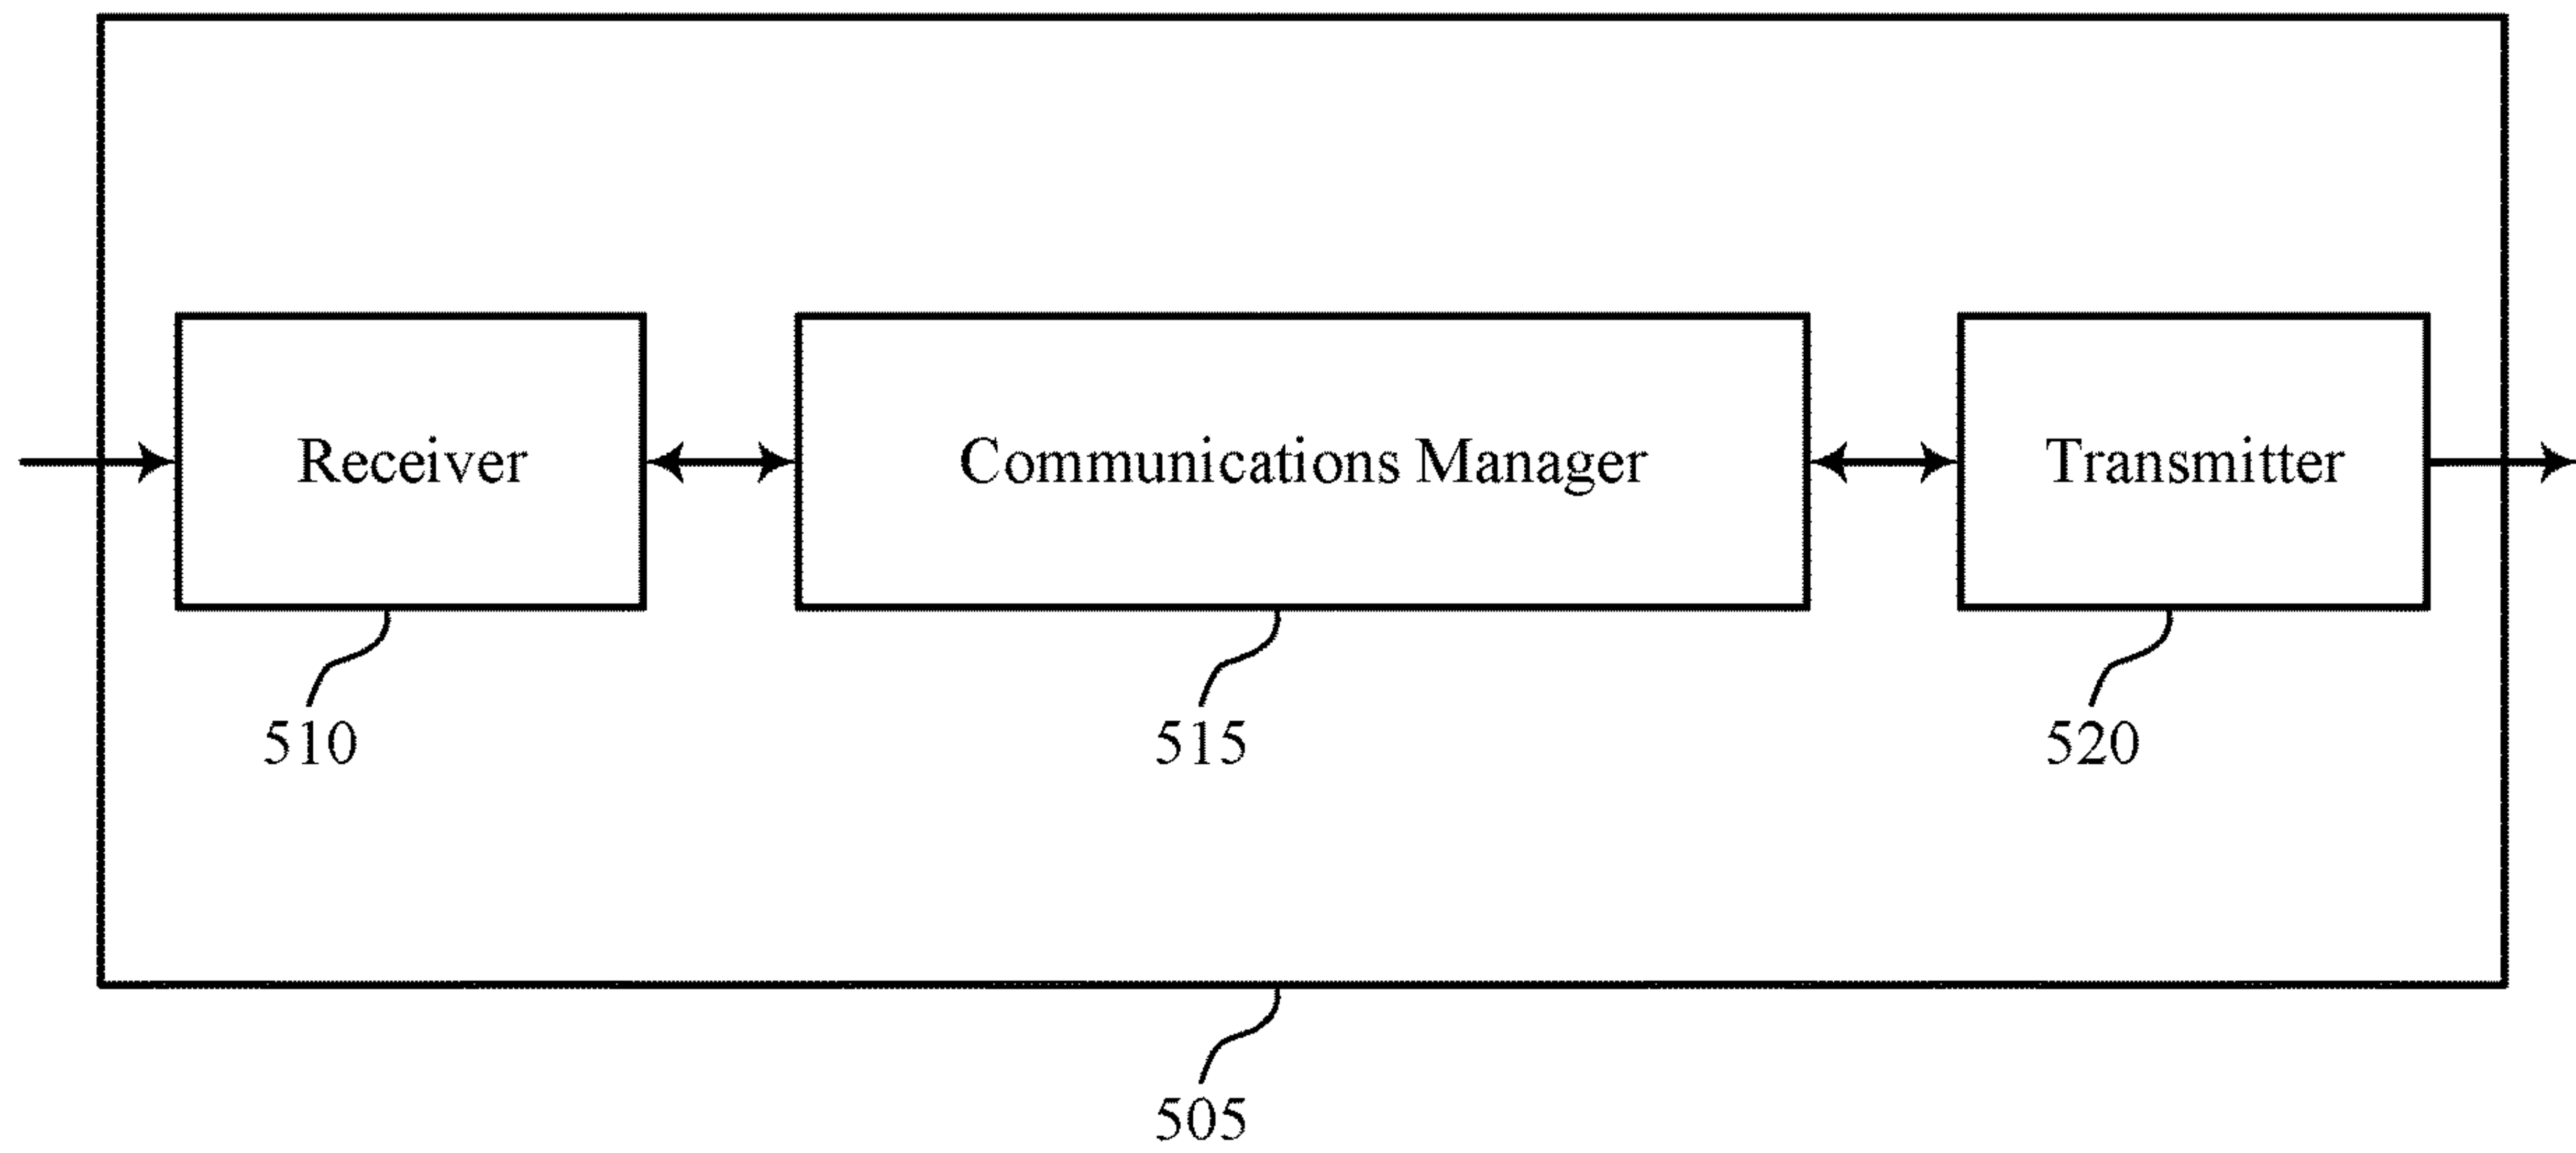 Receiver
Communications Manager
Transmitter
510
515
520
505